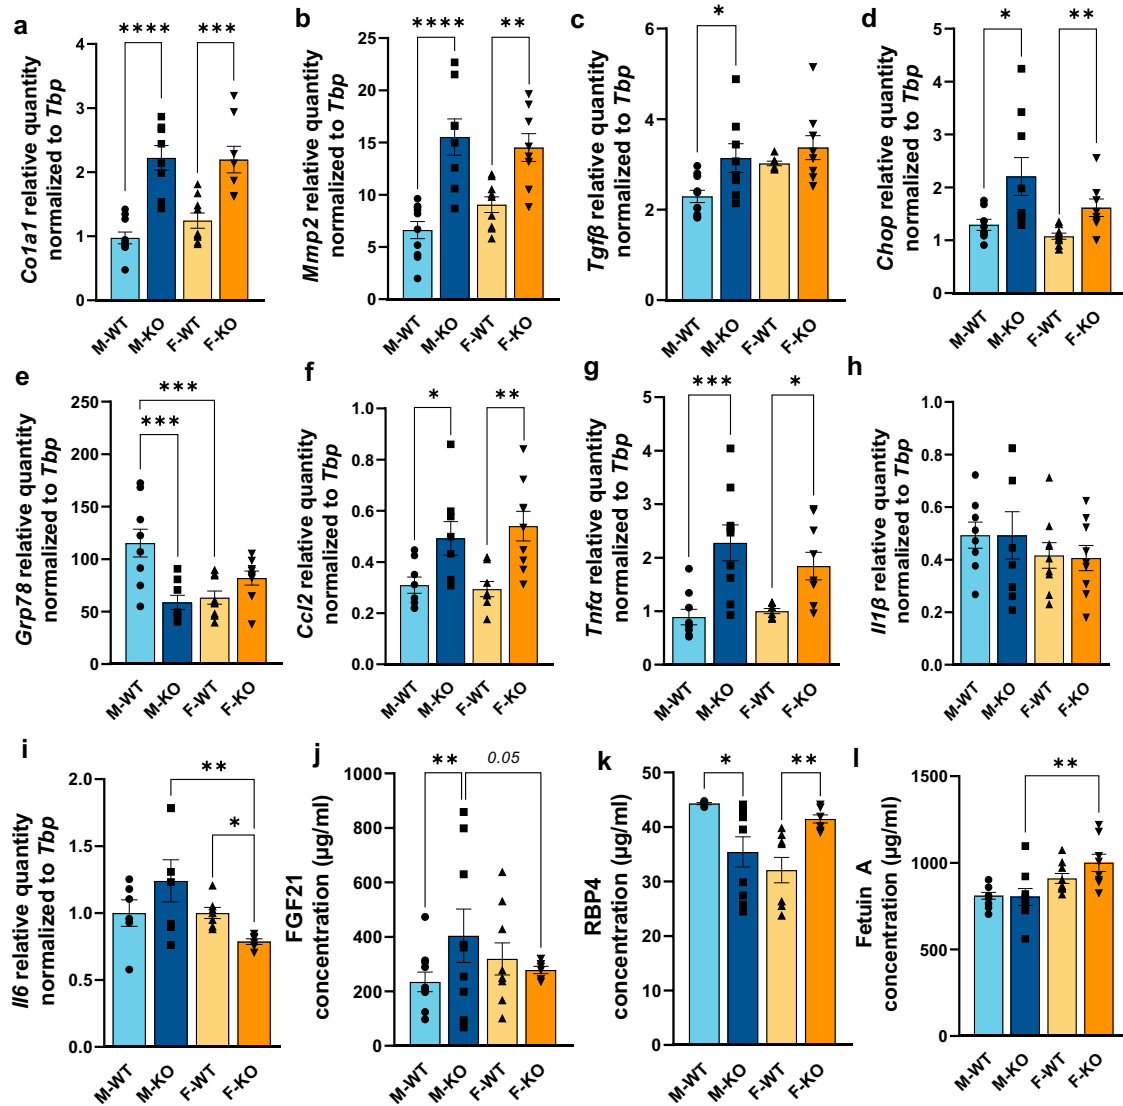 a
Co1a1 relative quantity
normalized to Tbp
4
3
2
1
0
****
***
M-WT
M-KO
F-WT
F-KO
b
Mmp2 relative quantity
normalized to Tbp
25
20
15
10
5
0
****
**
M-WT
M-KO
F-WT
F-KO
c
Tgfβ relative quantity
normalized to Tbp
6
4
2
0
*
M-WT
M-KO
F-WT
F-KO
d
Chop relative quantity
normalized to Tbp
5
4
3
2
1
0
*
**
M-WT
M-KO
F-WT
F-KO
e
Grp78 relative quantity
normalized to Tbp
250
200
150
100
50
0
***
***
M-WT
M-KO
F-WT
F-KO
f
Ccl2 relative quantity
normalized to Tbp
1.0
0.8
0.6
0.4
0.2
0.0
*
**
M-WT
M-KO
F-WT
F-KO
g
Tnfα relative quantity
normalized to Tbp
5
4
3
2
1
0
***
*
M-WT
M-KO
F-WT
F-KO
h
Il1β relative quantity
normalized to Tbp
1.0
0.8
0.6
0.4
0.2
0.0
M-WT
M-KO
F-WT
F-KO
i
Il6 relative quantity
normalized to Tbp
2.0
1.5
1.0
0.5
0.0
**
*
M-WT
M-KO
F-WT
F-KO
j
FGF21
concentration (µg/ml)
1000
800
600
400
200
0
**
0.05
M-WT
M-KO
F-WT
F-KO
k
RBP4
concentration (µg/ml)
50
40
30
20
10
0
*
**
M-WT
M-KO
F-WT
F-KO
l
Fetuin A
concentration (µg/ml)
1500
1000
500
0
**
M-WT
M-KO
F-WT
F-KO